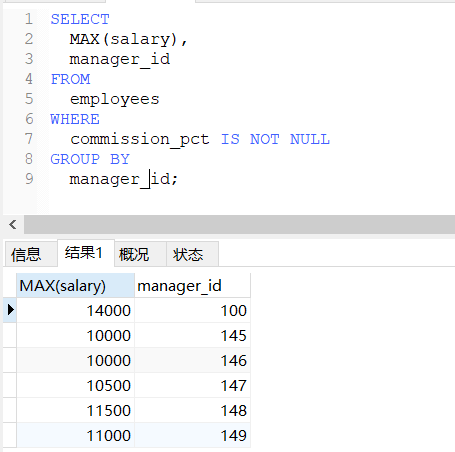 1 SELECT
2 MAX(salary),
3 manager_id
4 FROM
5 employees
6 WHERE
7 commission_pct IS NOT NULL
8 GROUP BY
9 manager_id;
信息 结果1 概况 状态
MAX(salary) manager_id
14000 100
10000 145
10000 146
10500 147
11500 148
11000 149